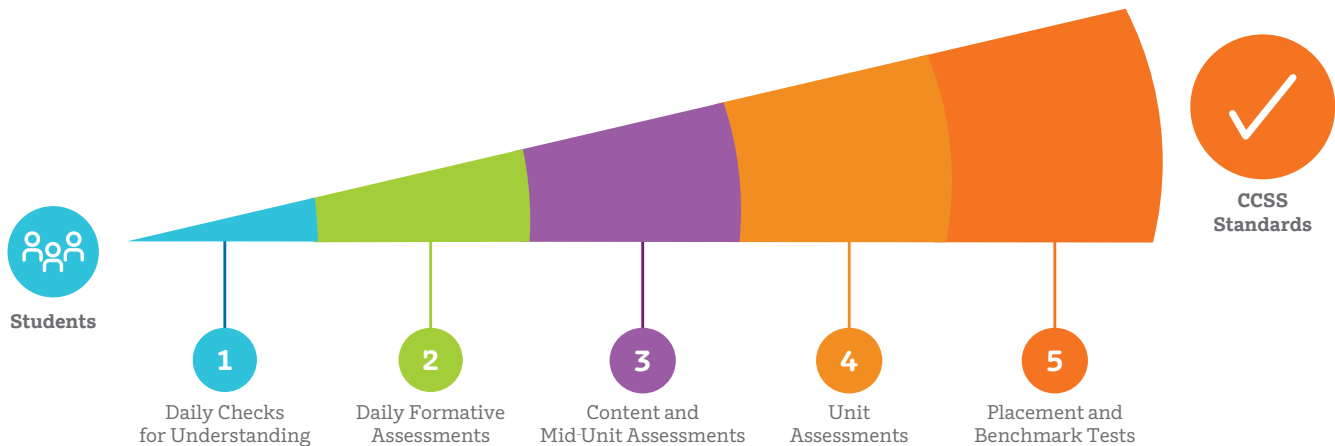 Students
1
Daily Checks
for Understanding
2
Daily Formative
Assessments
3
Content and
Mid-Unit Assessments
4
Unit
Assessments
5
Placement and
Benchmark Tests
CCSS
Standards